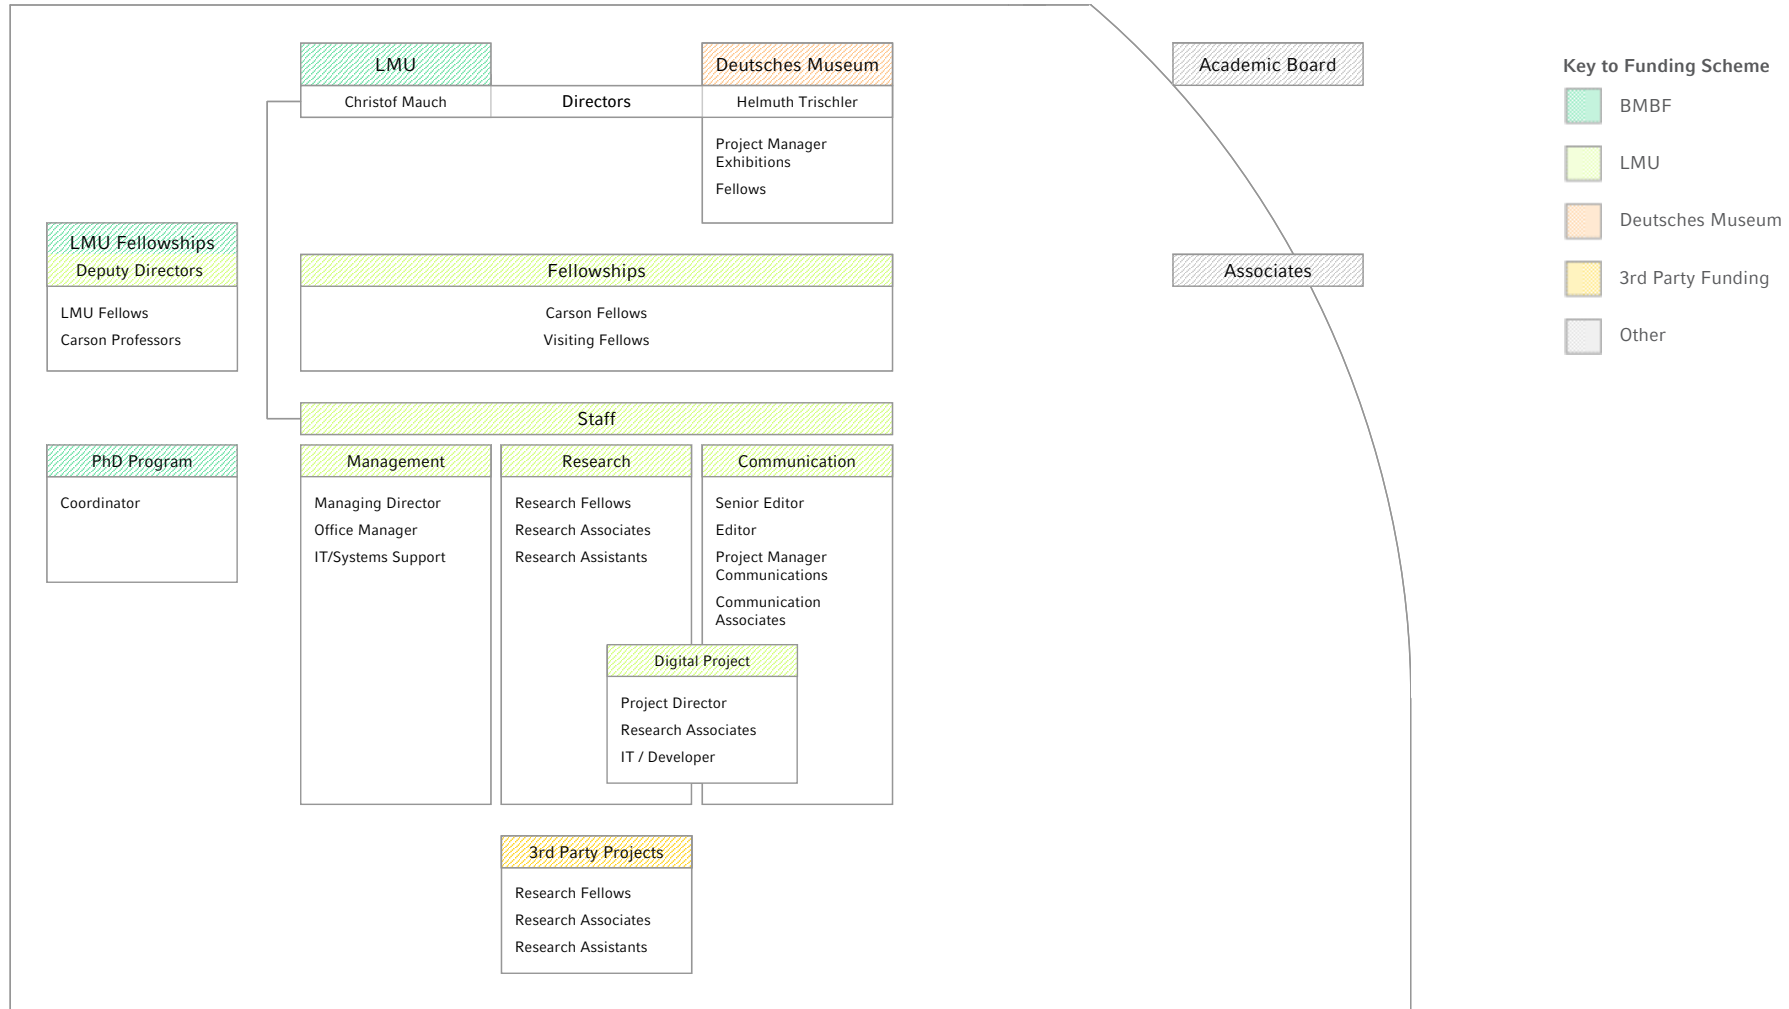 LMU
Deutsches Museum
Academic Board
Christof Mauch
Directors
Helmuth Trischler
Project Manager
Exhibitions
Fellows
LMU Fellowships
Deputy Directors
LMU Fellows
Carson Professors
Fellowships
Carson Fellows
Visiting Fellows
Associates
Staff
PhD Program
Coordinator
Management
Managing Director
Office Manager
IT/Systems Support
Research
Research Fellows
Research Associates
Research Assistants
Communication
Senior Editor
Editor
Project Manager
Communications
Communication
Associates
Digital Project
Project Director
Research Associates
IT / Developer
3rd Party Projects
Research Fellows
Research Associates
Research Assistants
Key to Funding Scheme
BMBF
LMU
Deutsches Museum
3rd Party Funding
Other